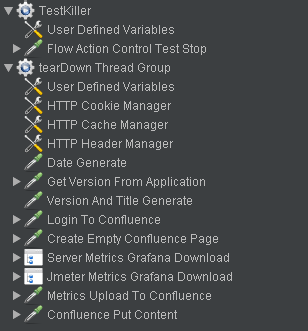 TestKiller
User Defined Variables
Flow Action Control Test Stop
tearDown Thread Group
User Defined Variables
HTTP Cookie Manager
HTTP Cache Manager
HTTP Header Manager
Date Generate
Get Version From Application
Version And Title Generate
Login To Confluence
Create Empty Confluence Page
Server Metrics Grafana Download
Jmeter Metrics Grafana Download
Metrics Upload To Confluence
Confluence Put Content